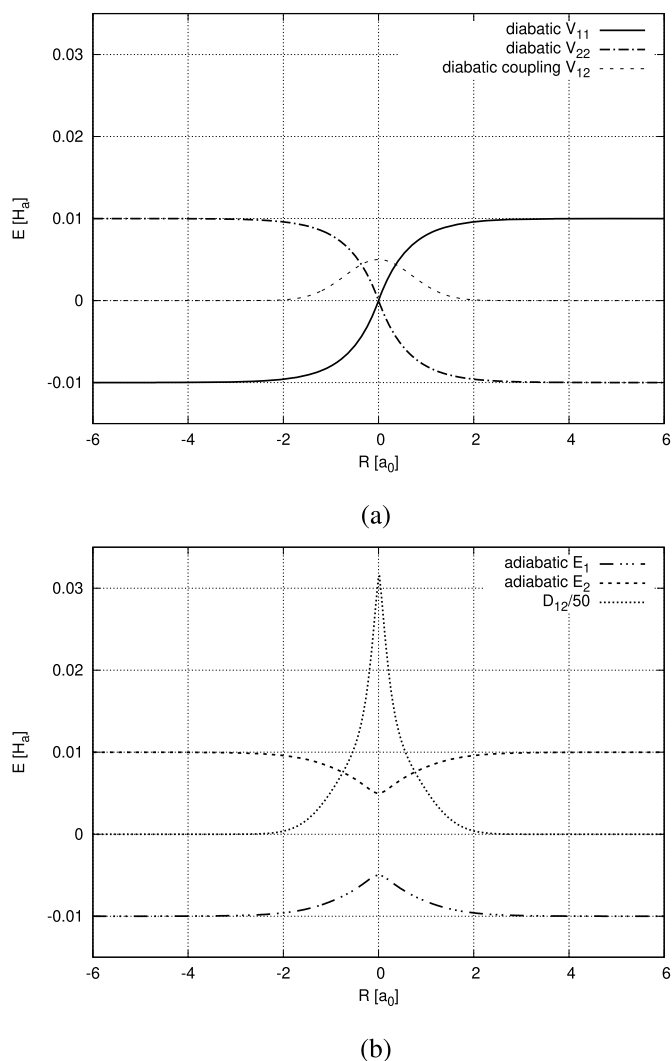 0.03
0.02
0.01
0
-0.01
E [Hₐ]
diabatic V₁₁
diabatic V₂₂
diabatic coupling V₁₂
-6 -4 -2 0 2 4 6
R [a₀]
(a)
0.03
0.02
0.01
0
-0.01
E [Hₐ]
adiabatic E₁
adiabatic E₂
D₁₂/50
-6 -4 -2 0 2 4 6
R [a₀]
(b)